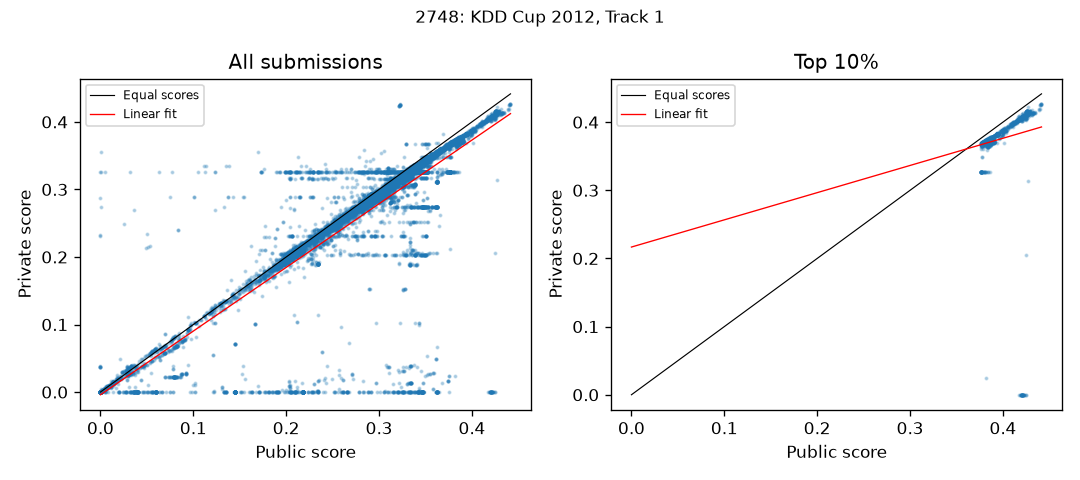 2748: KDD Cup 2012, Track 1
All submissions
Equal scores
Linear fit
Private score
0.4
0.3
0.2
0.1
0.0
0.0 0.1 0.2 0.3 0.4
Public score
Top 10%
Equal scores
Linear fit
Private score
0.4
0.3
0.2
0.1
0.0
0.0 0.1 0.2 0.3 0.4
Public score